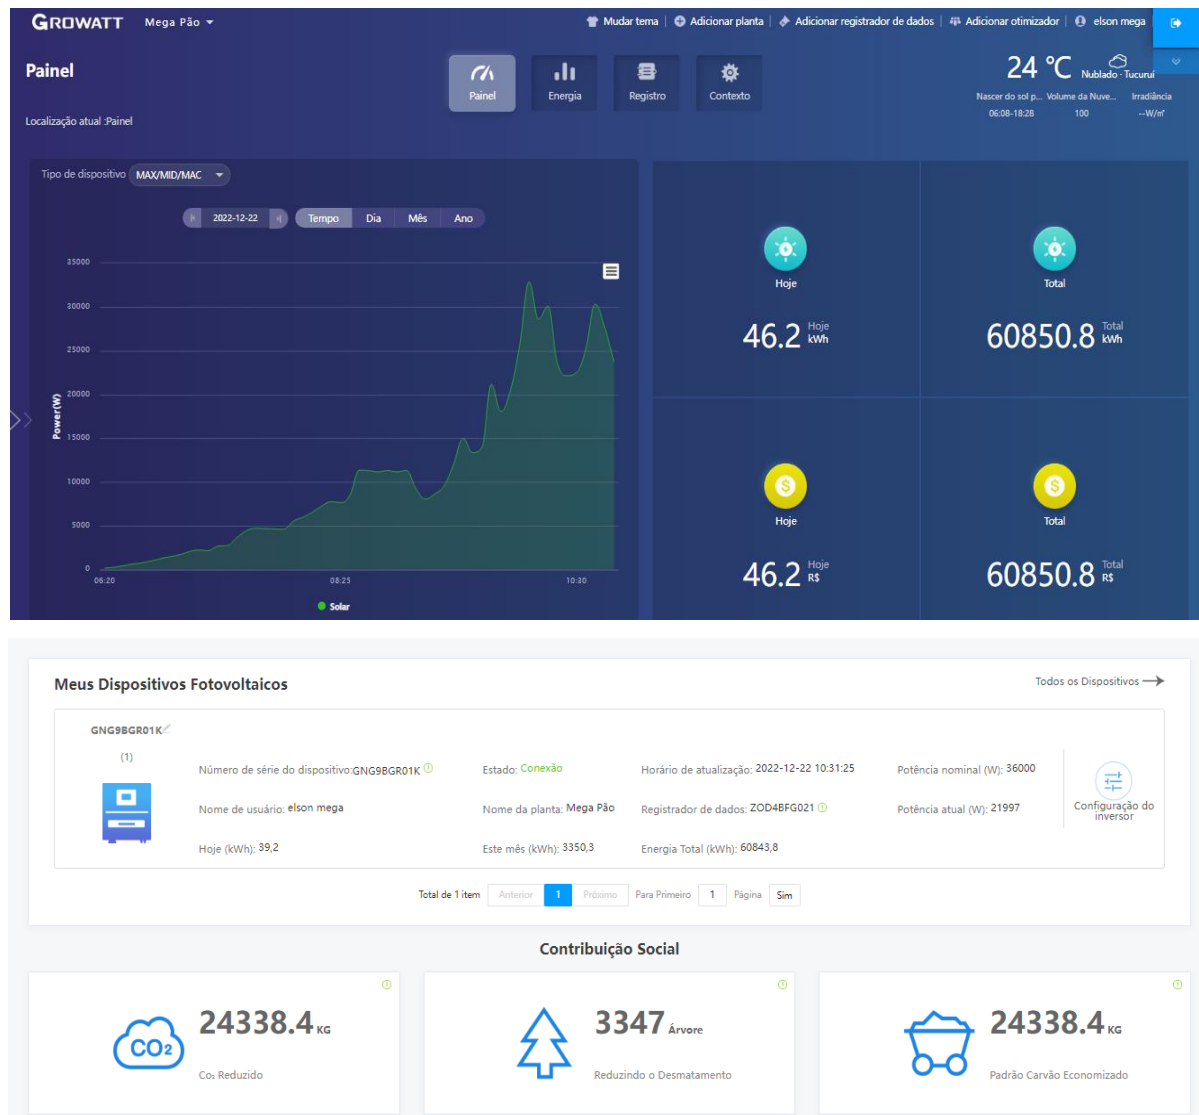 GROWATT Mega Pão
Mudar tema | Adicionar planta | Adicionar registrador de dados | Adicionar otimizador | elson mega
Painel
Painel Energia Registro Contexto
24 ℃ Nublado · Tucuruí
Nascer do sol p... Volume da Nuve... Irradiância
06:08-18:28 100 --W/㎡
Localização atual :Painel
Tipo de dispositivo MAX/MID/MAC
2022-12-22 Tempo Dia Mês Ano
35000
30000
25000
20000
15000
10000
5000
0
Power(W)
06:20 08:25 10:30
Solar
Hoje
46.2 Hoje kWh
Total
60850.8 Total kWh
Hoje
46.2 Hoje R$
Total
60850.8 Total R$
Meus Dispositivos Fotovoltaicos
Todos os Dispositivos
GNG9BGR01K
(1)
Número de série do dispositivo:GNG9BGR01K Estado: Conexão Horário de atualização: 2022-12-22 10:31:25 Potência nominal (W): 36000
Nome de usuário: elson mega Nome da planta: Mega Pão Registrador de dados: ZOD4BFG021 Potência atual (W): 21997
Hoje (kWh): 39,2 Este mês (kWh): 3350,3 Energia Total (kWh): 60843,8
Configuração do
inversor
Total de 1 item Anterior 1 Próximo Para Primeiro 1 Página Sim
Contribuição Social
CO2
24338.4 KG
Co₂ Reduzido
3347 Árvore
Reduzindo o Desmatamento
24338.4 KG
Padrão Carvão Economizado